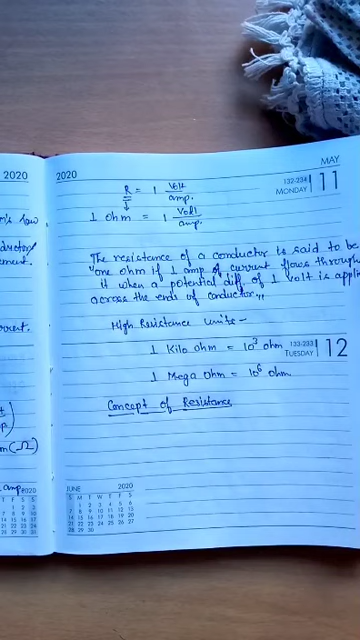 2020
m's law
ement.
rrent.
(Ω)
amp
2020
2020
MAY
132-234
MONDAY
11
R = 1 Volt
amp.
1 ohm = 1 Volt
amp.
The resistance of a conductor is said to be
"one ohm if 1 amp of current flows through
it when a potential diff of 1 volt is appli
across the ends of conductor",
High Resistance units -
1 Kilo ohm = 10³ ohm
133-233
TUESDAY
12
1 Mega ohm = 10⁶ ohm
Concept of Resistance
JUNE 2020
S M T W T F S
1 2 3 4 5 6
7 8 9 10 11 12 13
14 15 16 17 18 19 20
21 22 23 24 25 26 27
28 29 30